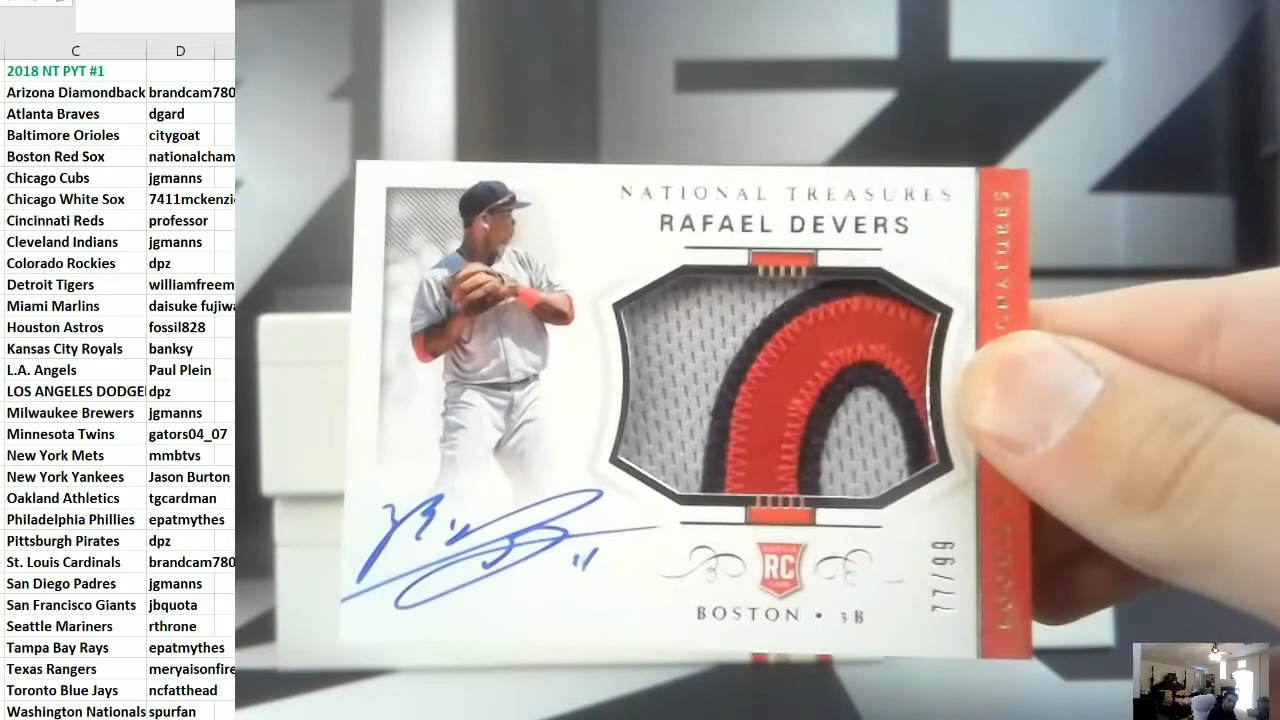 C D
2018 NT PYT #1
Arizona Diamondback brandcam780
Atlanta Braves dgard
Baltimore Orioles citygoat
Boston Red Sox nationalcham
Chicago Cubs jgmanns
Chicago White Sox 7411mckenzi
Cincinnati Reds professor
Cleveland Indians jgmanns
Colorado Rockies dpz
Detroit Tigers williamfreem
Miami Marlins daisuke fujiwa
Houston Astros fossil828
Kansas City Royals banksy
L.A. Angels Paul Plein
LOS ANGELES DODGE dpz
Milwaukee Brewers jgmanns
Minnesota Twins gators04_07
New York Mets mmbtvs
New York Yankees Jason Burton
Oakland Athletics tgcardman
Philadelphia Phillies epatmythes
Pittsburgh Pirates dpz
St. Louis Cardinals brandcam780
San Diego Padres jgmanns
San Francisco Giants jbquota
Seattle Mariners rthrone
Tampa Bay Rays epatmythes
Texas Rangers meryaisonfire
Toronto Blue Jays ncfatthead
Washington Nationals spurfan
NATIONAL TREASURES
RAFAEL DEVERS
RC
BOSTON • 3B
77/99